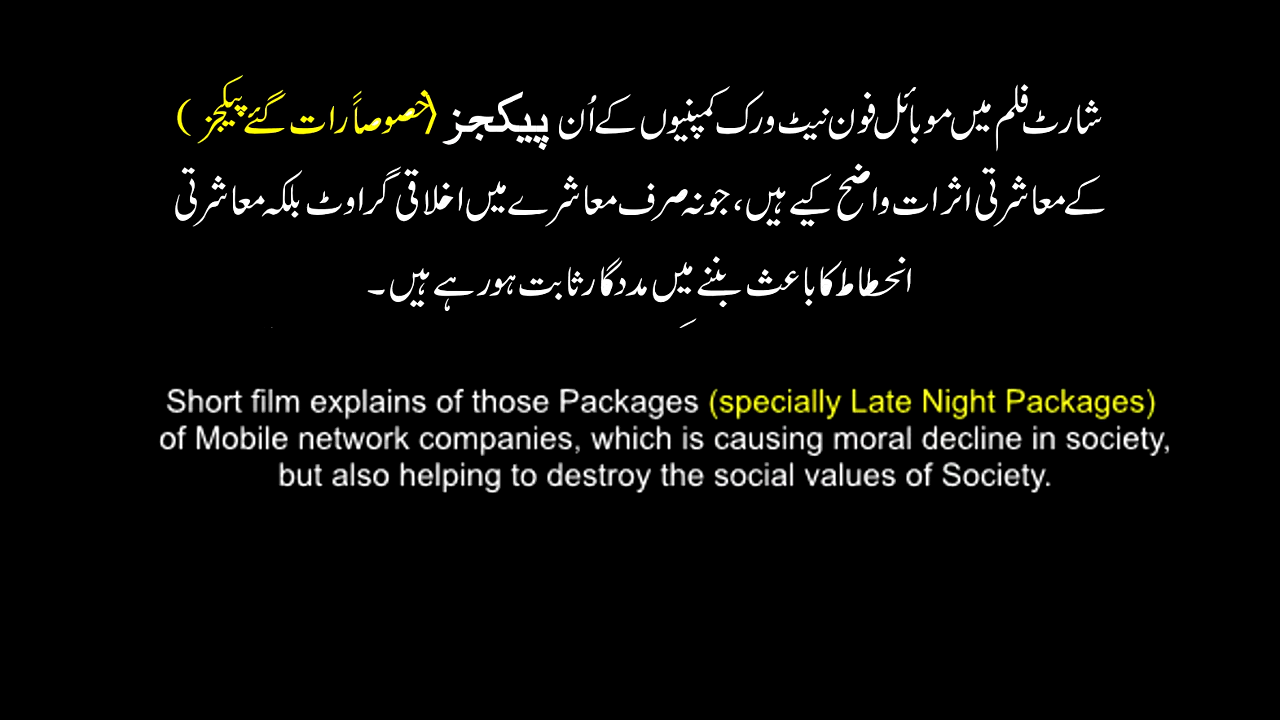 شارٹ فلم میں موبائل فون نیٹ ورک کمپنیوں کے اُن پیکجز (خصوصاً رات گئے پیکجز)
کے معاشرتی اثرات واضح کیے ہیں، جو نہ صرف معاشرے میں اخلاقی گراوٹ بلکہ معاشرتی
انحطاط کا باعث بننے میں مددگار ثابت ہو رہے ہیں۔
Short film explains of those Packages (specially Late Night Packages)
of Mobile network companies, which is causing moral decline in society,
but also helping to destroy the social values of Society.